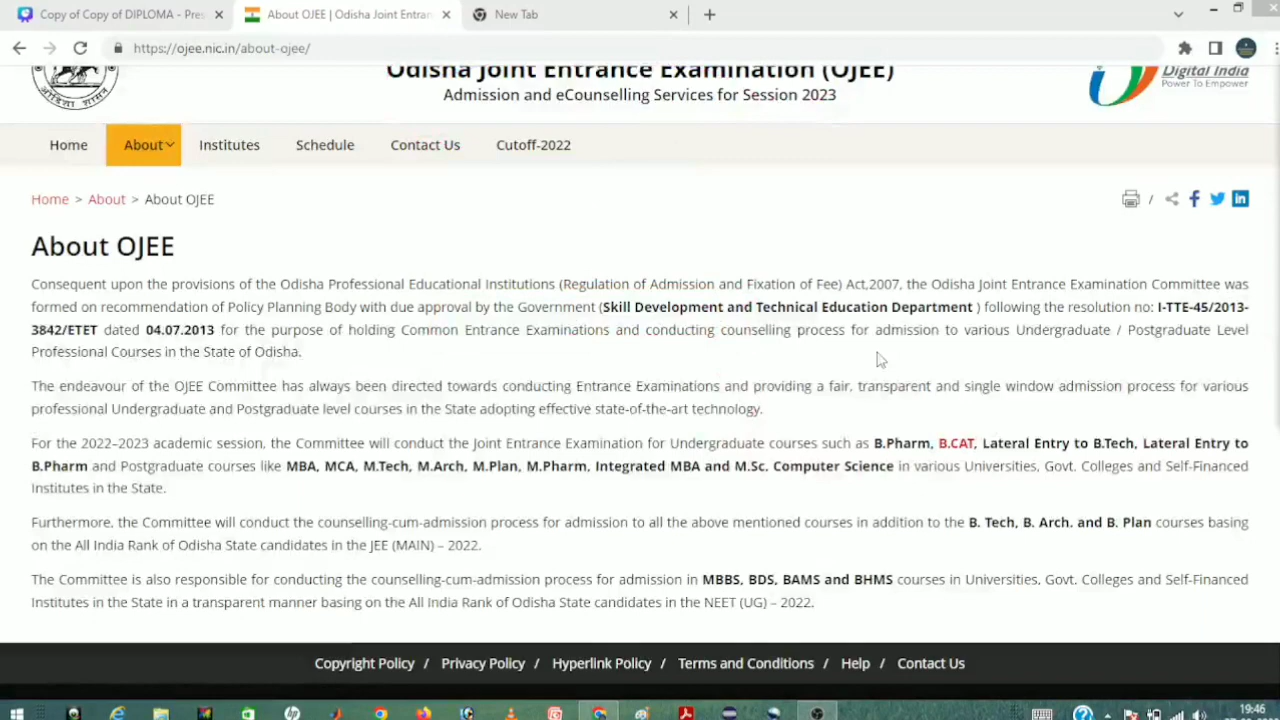 Copy of Copy of DIPLOMA - Pres
About OJEE | Odisha Joint Entran
New Tab
https://ojee.nic.in/about-ojee/
Odisha Joint Entrance Examination (OJEE)
Admission and eCounselling Services for Session 2023
Digital India
Power To Empower
Home About Institutes Schedule Contact Us Cutoff-2022
Home > About > About OJEE
About OJEE
Consequent upon the provisions of the Odisha Professional Educational Institutions (Regulation of Admission and Fixation of Fee) Act,2007, the Odisha Joint Entrance Examination Committee was
formed on recommendation of Policy Planning Body with due approval by the Government (Skill Development and Technical Education Department ) following the resolution no: I-TTE-45/2013-
3842/ETET dated 04.07.2013 for the purpose of holding Common Entrance Examinations and conducting counselling process for admission to various Undergraduate / Postgraduate Level
Professional Courses in the State of Odisha.
The endeavour of the OJEE Committee has always been directed towards conducting Entrance Examinations and providing a fair, transparent and single window admission process for various
professional Undergraduate and Postgraduate level courses in the State adopting effective state-of-the-art technology.
For the 2022–2023 academic session, the Committee will conduct the Joint Entrance Examination for Undergraduate courses such as B.Pharm, B.CAT, Lateral Entry to B.Tech, Lateral Entry to
B.Pharm and Postgraduate courses like MBA, MCA, M.Tech, M.Arch, M.Plan, M.Pharm, Integrated MBA and M.Sc. Computer Science in various Universities, Govt. Colleges and Self-Financed
Institutes in the State.
Furthermore, the Committee will conduct the counselling-cum-admission process for admission to all the above mentioned courses in addition to the B. Tech, B. Arch. and B. Plan courses basing
on the All India Rank of Odisha State candidates in the JEE (MAIN) – 2022.
The Committee is also responsible for conducting the counselling-cum-admission process for admission in MBBS, BDS, BAMS and BHMS courses in Universities, Govt. Colleges and Self-Financed
Institutes in the State in a transparent manner basing on the All India Rank of Odisha State candidates in the NEET (UG) – 2022.
Copyright Policy / Privacy Policy / Hyperlink Policy / Terms and Conditions / Help / Contact Us
19:46